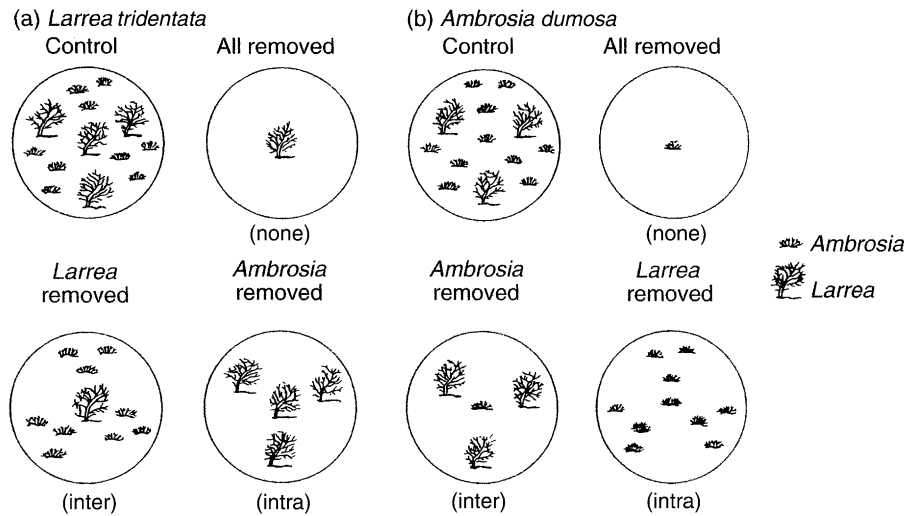 (a) Larrea tridentata
Control
All removed
(none)
Larrea
removed
Ambrosia
removed
(inter)
(intra)
(b) Ambrosia dumosa
Control
All removed
(none)
Ambrosia
removed
Larrea
removed
(inter)
(intra)
Ambrosia
Larrea